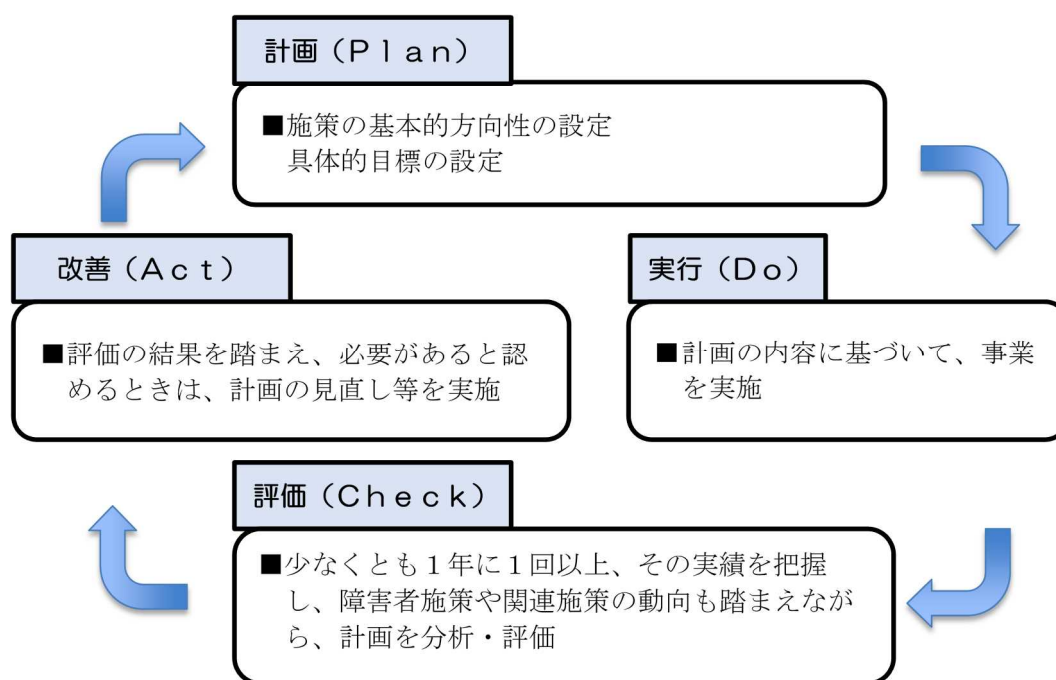 計画（Ｐｌａｎ）
■施策の基本的方向性の設定
具体的目標の設定
改善（Ａｃｔ）
■評価の結果を踏まえ、必要があると認
めるときは、計画の見直し等を実施
実行（Ｄｏ）
■計画の内容に基づいて、事業
を実施
評価（Ｃｈｅｃｋ）
■少なくとも１年に１回以上、その実績を把握
し、障害者施策や関連施策の動向も踏まえなが
ら、計画を分析・評価